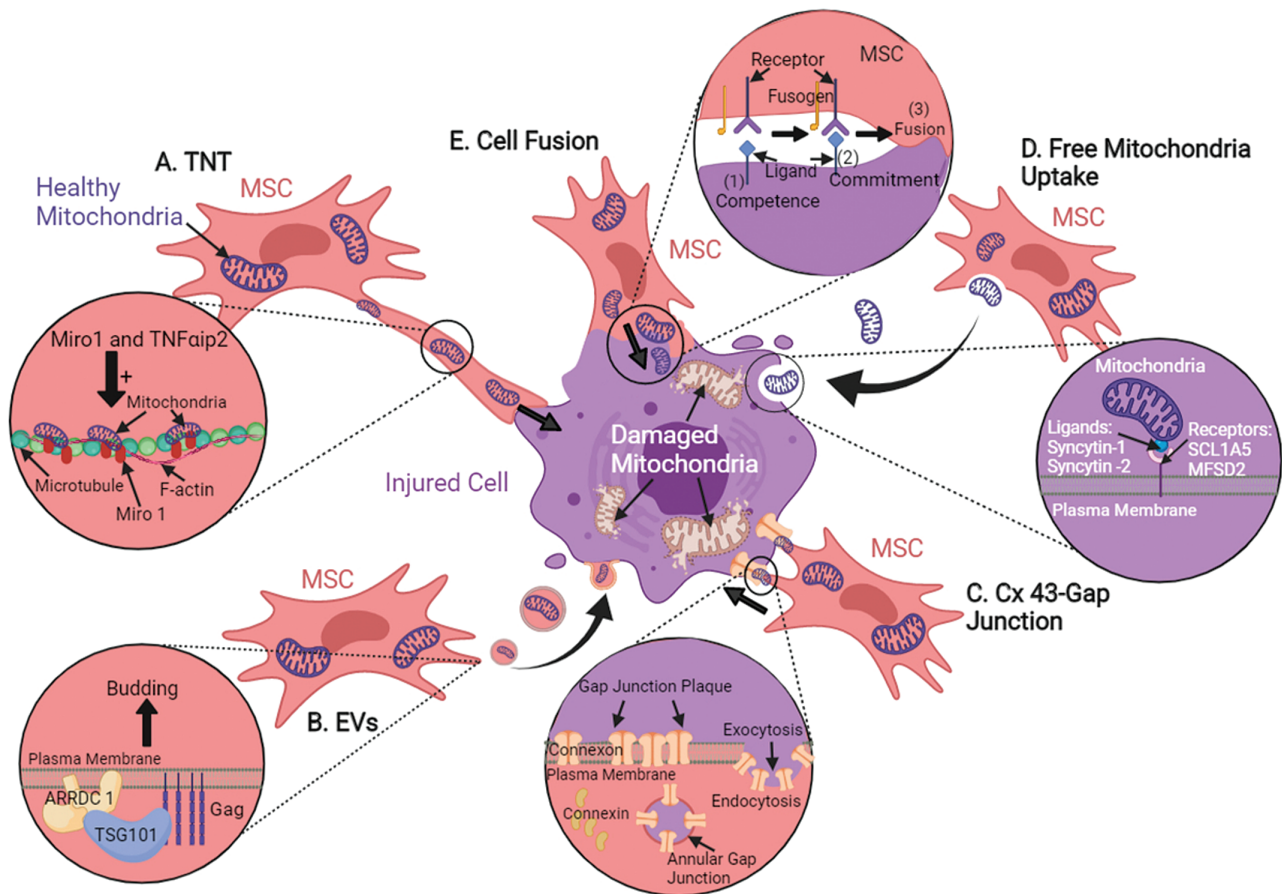 Receptor
MSC
Fusogen
(3)
Fusion
Ligand
(2)
(1)
Competence
Commitment
E. Cell Fusion
MSC
D. Free Mitochondria
Uptake
MSC
A. TNT
MSC
Healthy
Mitochondria
Miro1 and TNFαip2
+
Mitochondria
Microtubule
F-actin
Miro 1
Damaged
Mitochondria
Injured Cell
Mitochondria
Ligands:
Syncytin-1
Syncytin -2
Receptors:
SCL1A5
MFSD2
Plasma Membrane
MSC
C. Cx 43-Gap
Junction
MSC
B. EVs
Budding
Plasma Membrane
ARRDC 1
TSG101
Gag
Gap Junction Plaque
Exocytosis
Connexon
Plasma Membrane
Endocytosis
Connexin
Annular Gap
Junction